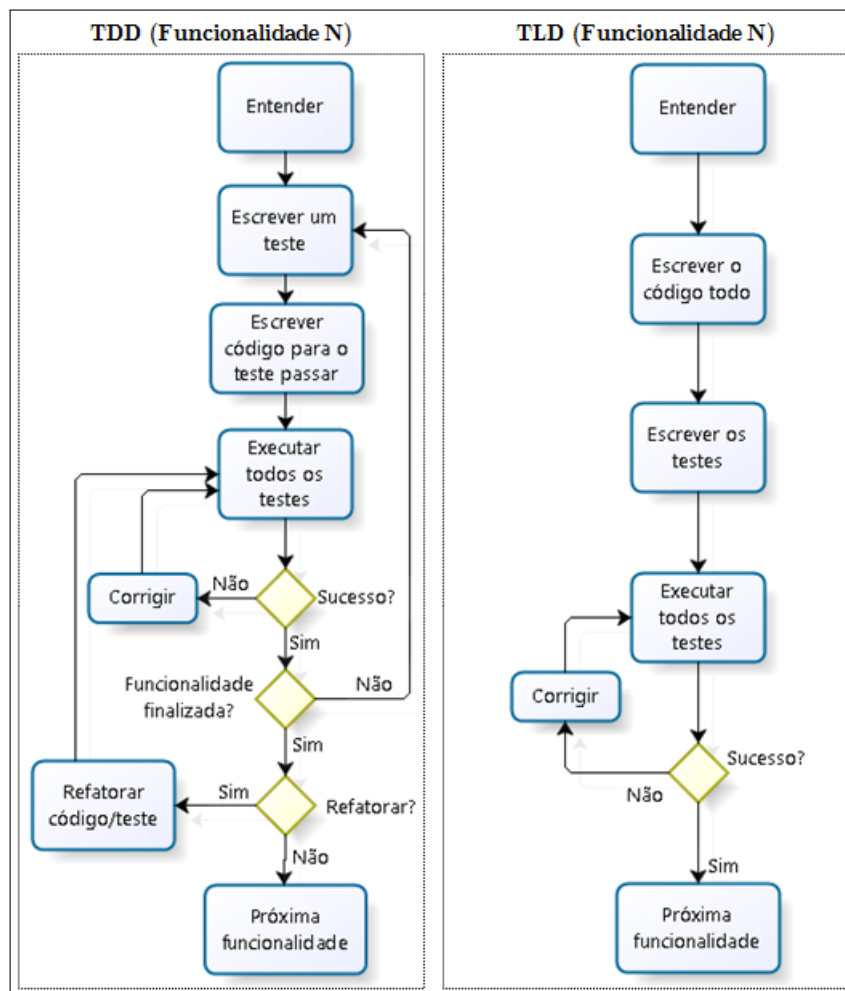 TDD (Funcionalidade N)
Entender
Escrever um
teste
Escrever
código para o
teste passar
Executar
todos os
testes
Não
Corrigir
Sucesso?
Sim
Funcionalidade
finalizada?
Não
Sim
Sim
Refatorar
código/teste
Refatorar?
Não
Próxima
funcionalidade
TLD (Funcionalidade N)
Entender
Escrever o
código todo
Escrever os
testes
Executar
todos os
testes
Corrigir
Sucesso?
Não
Sim
Próxima
funcionalidade